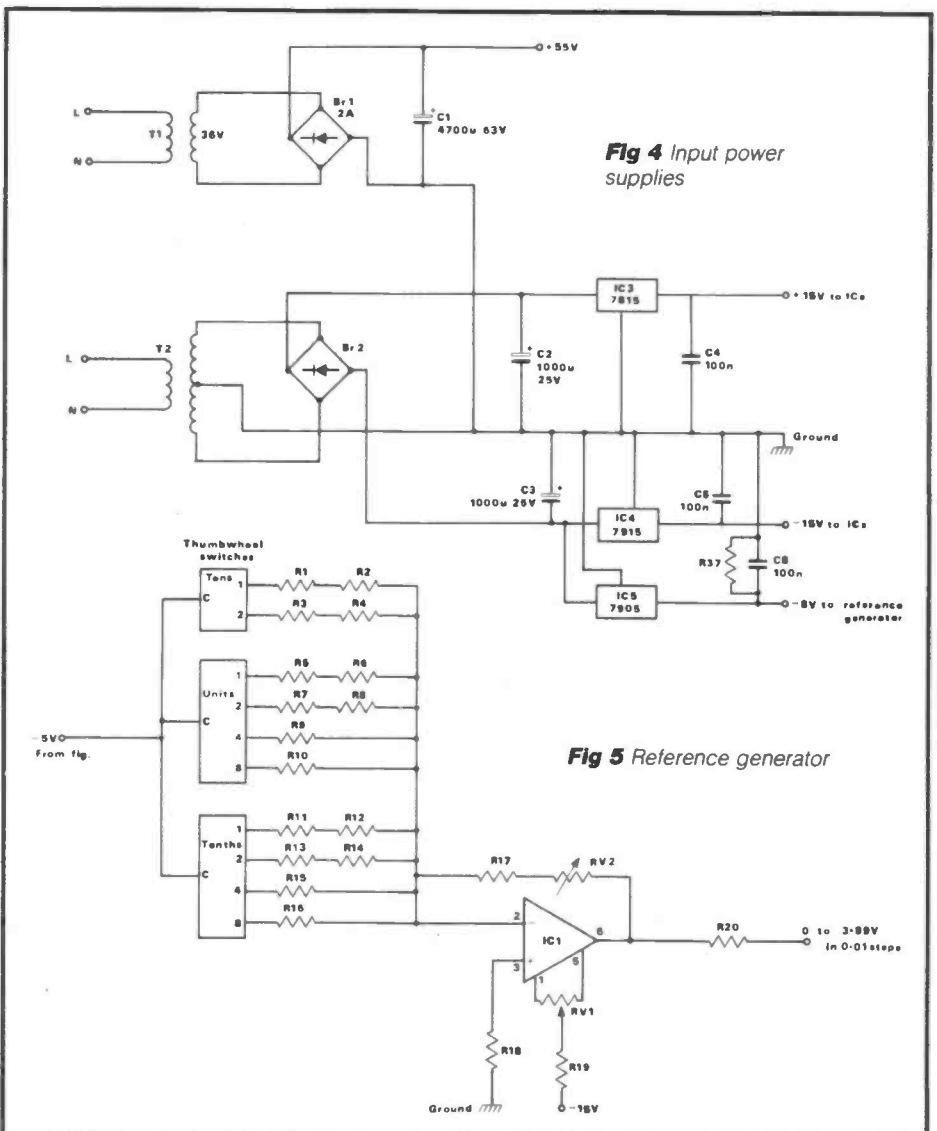 +55V
Br1
2A
C1
4700u 63V
L
T1
36V
N
Fig 4 Input power
supplies
IC3
7815
+15V to ICs
L
T2
Br2
C2
1000u
25V
C4
100n
N
Ground
C3
1000u 25V
C5
100n
IC4
7915
-15V to ICs
R37
C6
100n
IC5
7905
-5V to reference
generator
Thumbwheel
switches
Tens
1
R1
R2
C
2
R3
R4
1
R5
R6
Units
2
R7
R8
C
4
R9
8
R10
-5V
From fig.
Fig 5 Reference generator
Tenths
1
R11
R12
2
R13
R14
C
4
R15
8
R16
R17
RV2
2
-
IC1
6
R20
0 to 3·99V
in 0·01 steps
+
3
1
5
RV1
R18
R19
Ground
-15V